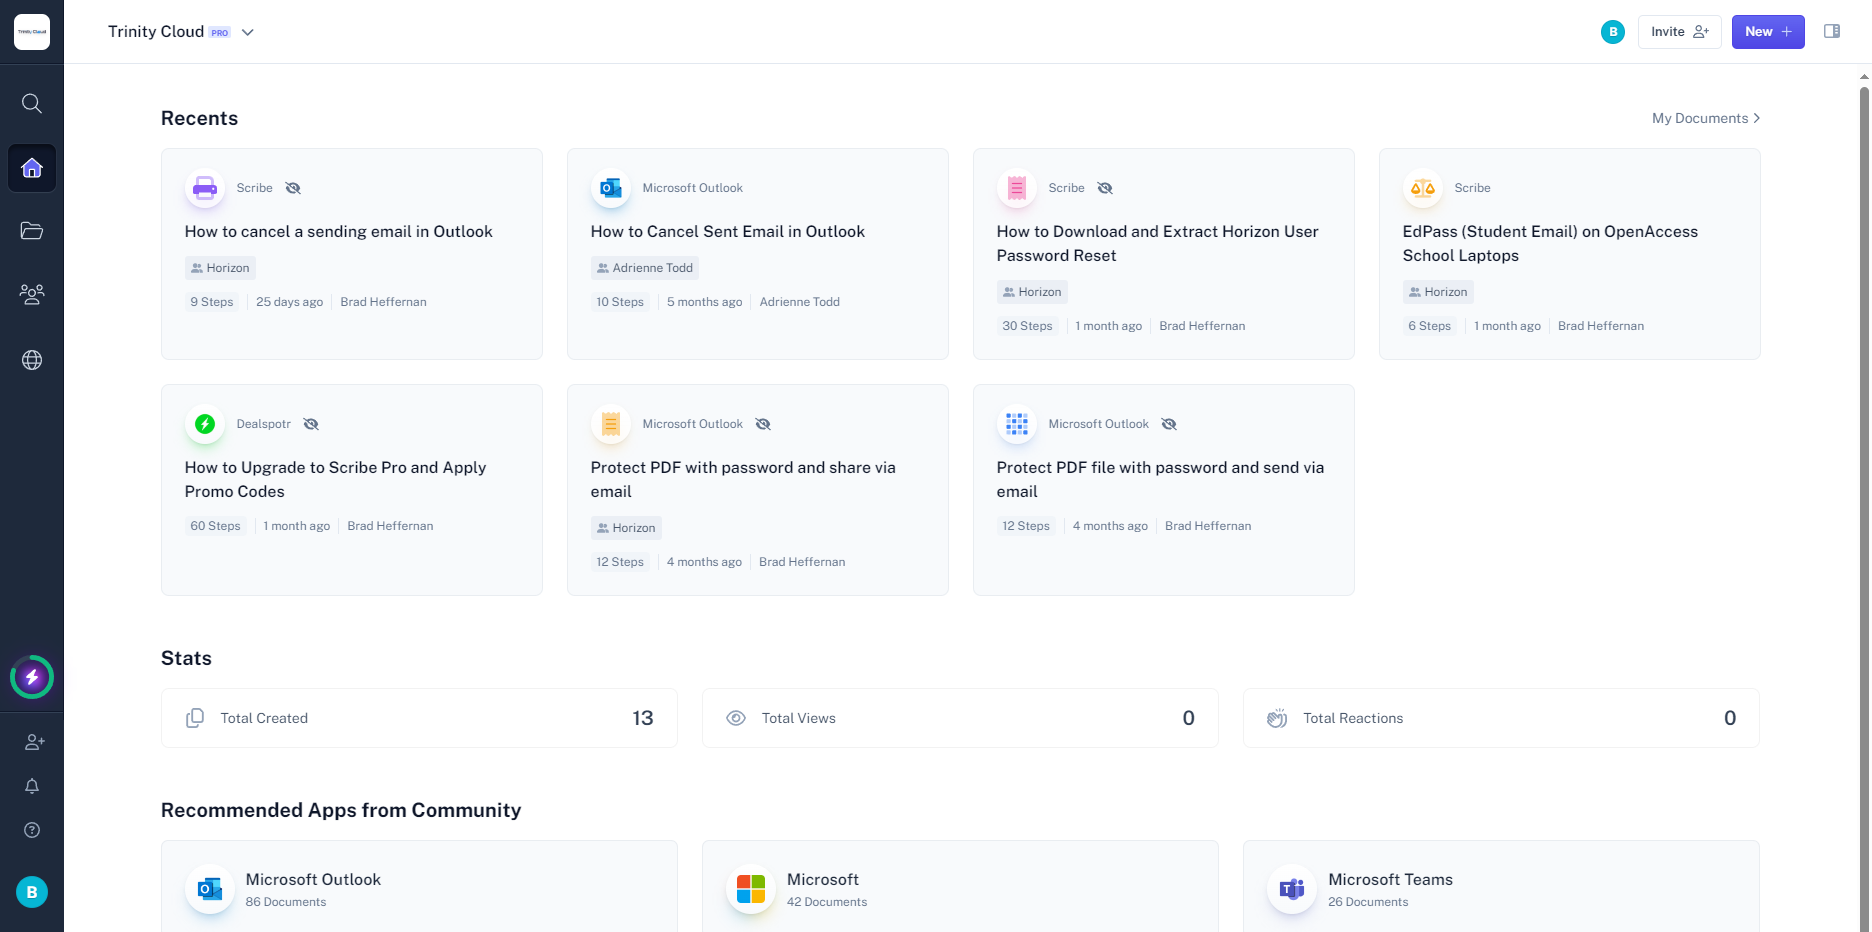 Trinity Cloud
Trinity Cloud PRO
B
Invite
New
Recents
My Documents
Scribe
How to cancel a sending email in Outlook
Horizon
9 Steps 25 days ago Brad Heffernan
Microsoft Outlook
How to Cancel Sent Email in Outlook
Adrienne Todd
10 Steps 5 months ago Adrienne Todd
Scribe
How to Download and Extract Horizon User
Password Reset
Horizon
30 Steps 1 month ago Brad Heffernan
Scribe
EdPass (Student Email) on OpenAccess
School Laptops
Horizon
6 Steps 1 month ago Brad Heffernan
Dealspotr
How to Upgrade to Scribe Pro and Apply
Promo Codes
60 Steps 1 month ago Brad Heffernan
Microsoft Outlook
Protect PDF with password and share via
email
Horizon
12 Steps 4 months ago Brad Heffernan
Microsoft Outlook
Protect PDF file with password and send via
email
12 Steps 4 months ago Brad Heffernan
Stats
Total Created 13
Total Views 0
Total Reactions 0
Recommended Apps from Community
Microsoft Outlook
86 Documents
Microsoft
42 Documents
Microsoft Teams
26 Documents
B